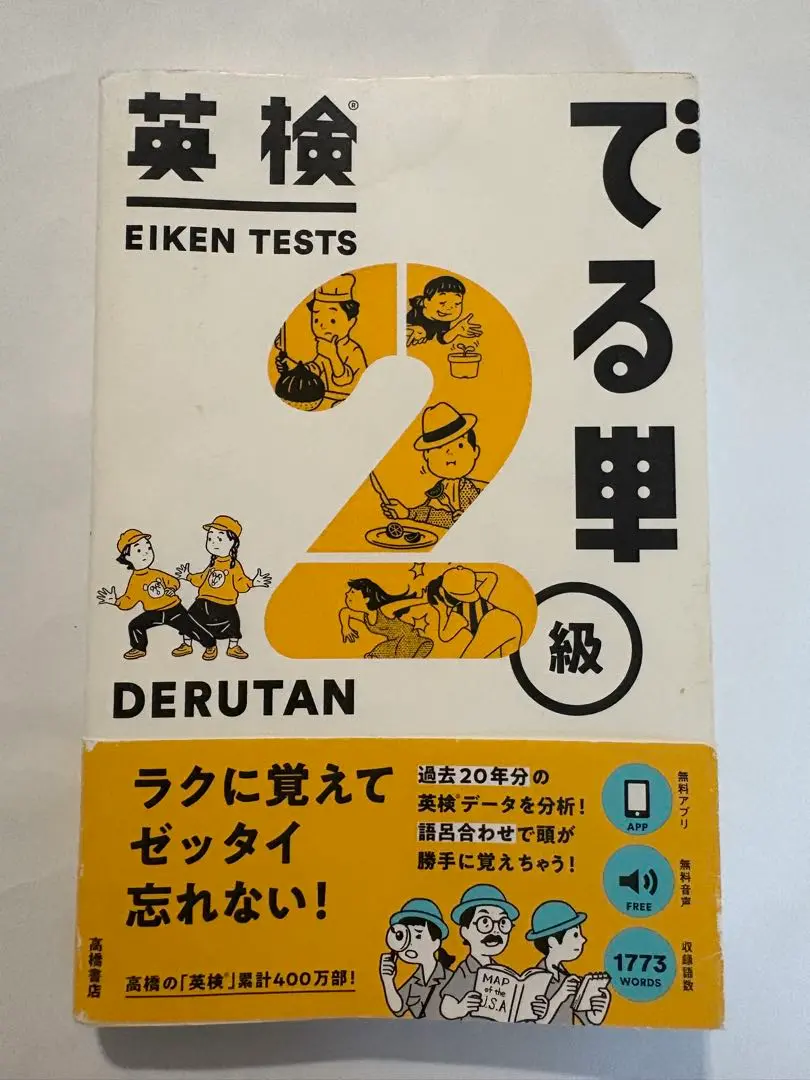 英検®
EIKEN TESTS
でる単
2
級
DERUTAN
ラクに覚えて
ゼッタイ
忘れない!
高橋の「英検®」累計400万部!
高橋書店
過去20年分の
英検®データを分析!
語呂合わせで頭が
勝手に覚えちゃう!
APP
無料アプリ
FREE
無料音声
1773
WORDS
収録語数
MAP
of the
U.S.A